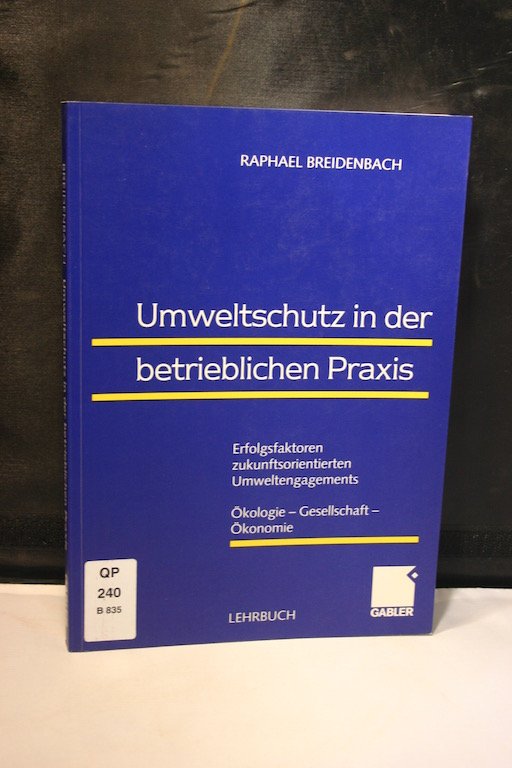 RAPHAEL BREIDENBACH
Umweltschutz in der
betrieblichen Praxis
Erfolgsfaktoren
zukunftsorientierten
Umweltengagements
Ökologie – Gesellschaft –
Ökonomie
QP
240
B 835
LEHRBUCH
GABLER